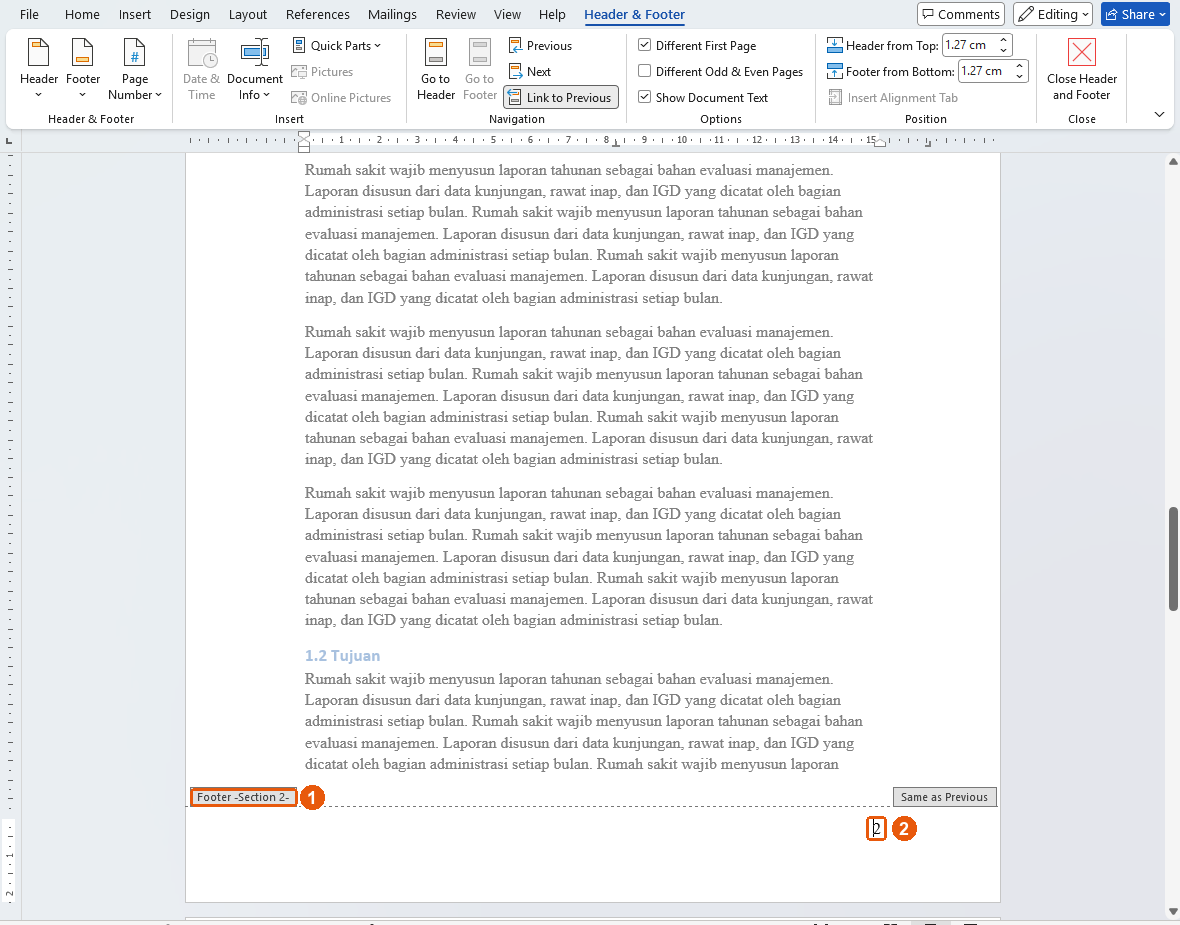 File Home Insert Design Layout References Mailings Review View Help Header & Footer Comments Editing Share
Header Footer Page Number
Header & Footer
Date & Time Document Info Quick Parts Pictures Online Pictures
Insert
Go to Header Go to Footer Previous Next Link to Previous
Navigation
Different First Page
Different Odd & Even Pages
Show Document Text
Options
Header from Top: 1.27 cm
Footer from Bottom: 1.27 cm
Insert Alignment Tab
Position
Close Header and Footer
Close
1 2 3 4 5 6 7 8 9 10 11 12 13 14 15
Rumah sakit wajib menyusun laporan tahunan sebagai bahan evaluasi manajemen.
Laporan disusun dari data kunjungan, rawat inap, dan IGD yang dicatat oleh bagian
administrasi setiap bulan. Rumah sakit wajib menyusun laporan tahunan sebagai bahan
evaluasi manajemen. Laporan disusun dari data kunjungan, rawat inap, dan IGD yang
dicatat oleh bagian administrasi setiap bulan. Rumah sakit wajib menyusun laporan
tahunan sebagai bahan evaluasi manajemen. Laporan disusun dari data kunjungan, rawat
inap, dan IGD yang dicatat oleh bagian administrasi setiap bulan.
Rumah sakit wajib menyusun laporan tahunan sebagai bahan evaluasi manajemen.
Laporan disusun dari data kunjungan, rawat inap, dan IGD yang dicatat oleh bagian
administrasi setiap bulan. Rumah sakit wajib menyusun laporan tahunan sebagai bahan
evaluasi manajemen. Laporan disusun dari data kunjungan, rawat inap, dan IGD yang
dicatat oleh bagian administrasi setiap bulan. Rumah sakit wajib menyusun laporan
tahunan sebagai bahan evaluasi manajemen. Laporan disusun dari data kunjungan, rawat
inap, dan IGD yang dicatat oleh bagian administrasi setiap bulan.
Rumah sakit wajib menyusun laporan tahunan sebagai bahan evaluasi manajemen.
Laporan disusun dari data kunjungan, rawat inap, dan IGD yang dicatat oleh bagian
administrasi setiap bulan. Rumah sakit wajib menyusun laporan tahunan sebagai bahan
evaluasi manajemen. Laporan disusun dari data kunjungan, rawat inap, dan IGD yang
dicatat oleh bagian administrasi setiap bulan. Rumah sakit wajib menyusun laporan
tahunan sebagai bahan evaluasi manajemen. Laporan disusun dari data kunjungan, rawat
inap, dan IGD yang dicatat oleh bagian administrasi setiap bulan.
1.2 Tujuan
Rumah sakit wajib menyusun laporan tahunan sebagai bahan evaluasi manajemen.
Laporan disusun dari data kunjungan, rawat inap, dan IGD yang dicatat oleh bagian
administrasi setiap bulan. Rumah sakit wajib menyusun laporan tahunan sebagai bahan
evaluasi manajemen. Laporan disusun dari data kunjungan, rawat inap, dan IGD yang
dicatat oleh bagian administrasi setiap bulan. Rumah sakit wajib menyusun laporan
Footer -Section 2- 1 Same as Previous
2 2
1
2